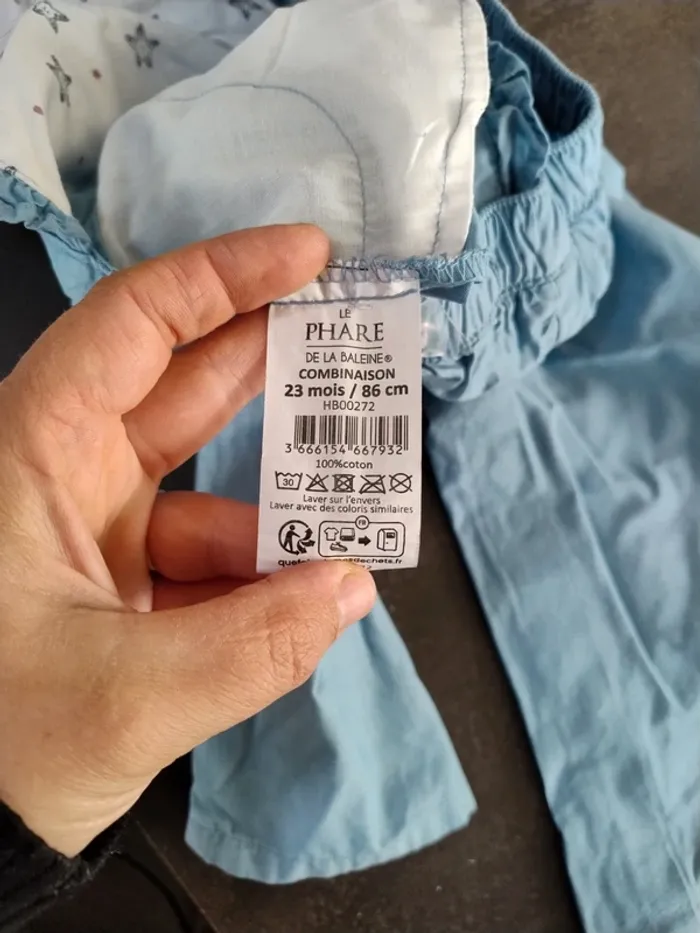 LE
PHARE
DE LA BALEINE®
COMBINAISON
23 mois / 86 cm
HB00272
3 666154 667932
100%coton
30
Laver sur l'envers
Laver avec des coloris similaires
FR